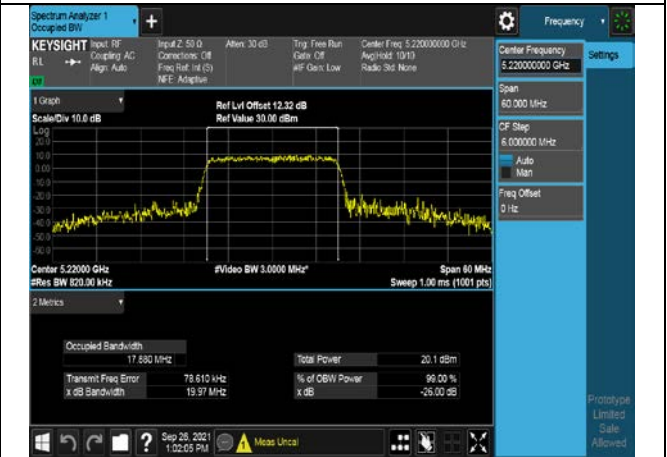 Spectrum Analyzer 1
Occupied BW
+
Frequency
KEYSIGHT
RL
Input: RF
Coupling: AC
Align: Auto
Input Z: 50 Ω
Corrections: Off
Freq Ref: Int (S)
NFE: Adaptive
Atten: 30 dB
Trig: Free Run
Gate: Off
#IF Gain: Low
Center Freq: 5.220000000 GHz
Avg|Hold: 10/10
Radio Std: None
Center Frequency
5.220000000 GHz
Settings
Span
60.000 MHz
CF Step
6.000000 MHz
Auto
Man
Freq Offset
0 Hz
1 Graph
Scale/Div 10.0 dB
Ref Lvl Offset 12.32 dB
Ref Value 30.00 dBm
Log
20.0
10.0
0.00
-10.0
-20.0
-30.0
-40.0
-50.0
-60.0
Center 5.22000 GHz
#Res BW 820.00 kHz
#Video BW 3.0000 MHz*
Span 60 MHz
Sweep 1.00 ms (1001 pts)
2 Metrics
Occupied Bandwidth
17.880 MHz
Total Power 20.1 dBm
Transmit Freq Error 78.610 kHz
% of OBW Power 99.00 %
x dB Bandwidth 19.97 MHz
x dB -26.00 dB
Prototype
Limited
Sale
Allowed
?
Sep 26, 2021
1:02:05 PM
Meas Uncal